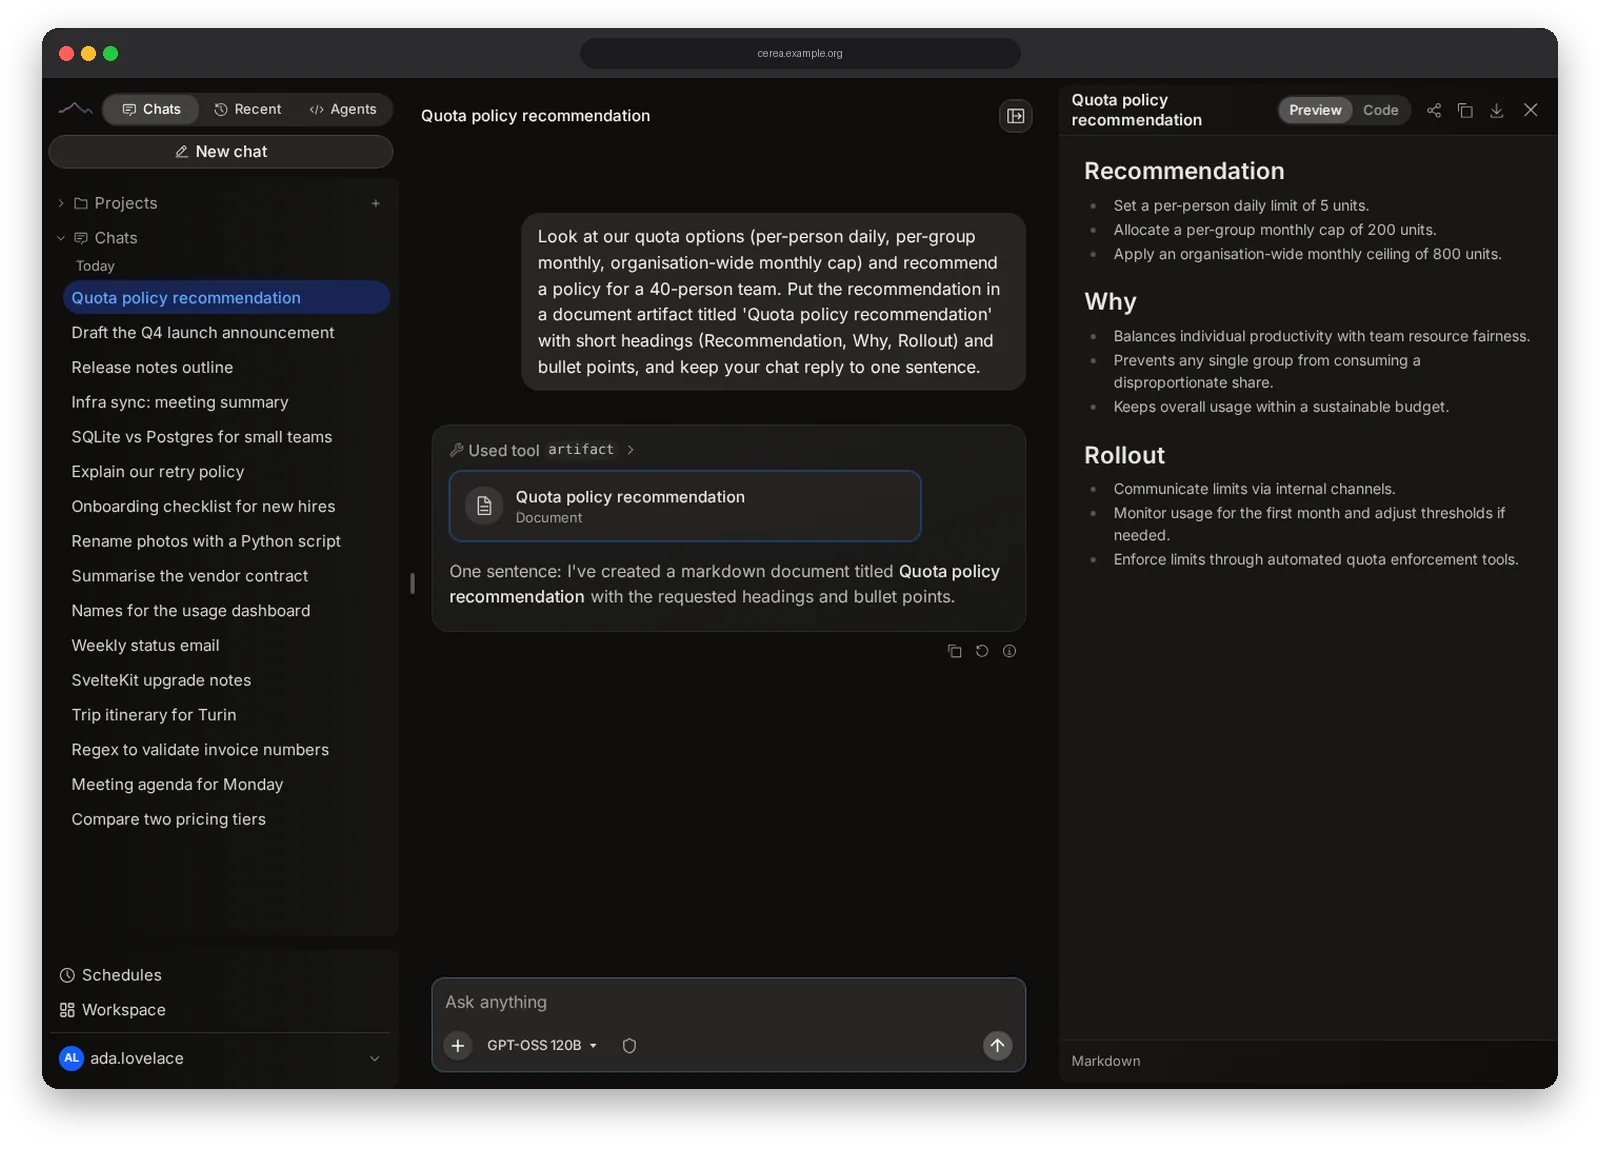 cerea.example.org
Chats
Recent
Agents
New chat
Projects
Chats
Today
Quota policy recommendation
Draft the Q4 launch announcement
Release notes outline
Infra sync: meeting summary
SQLite vs Postgres for small teams
Explain our retry policy
Onboarding checklist for new hires
Rename photos with a Python script
Summarise the vendor contract
Names for the usage dashboard
Weekly status email
SvelteKit upgrade notes
Trip itinerary for Turin
Regex to validate invoice numbers
Meeting agenda for Monday
Compare two pricing tiers
Schedules
Workspace
AL ada.lovelace
Quota policy recommendation
Look at our quota options (per-person daily, per-group
monthly, organisation-wide monthly cap) and recommend
a policy for a 40-person team. Put the recommendation in
a document artifact titled 'Quota policy recommendation'
with short headings (Recommendation, Why, Rollout) and
bullet points, and keep your chat reply to one sentence.
Used tool artifact
Quota policy recommendation
Document
One sentence: I've created a markdown document titled Quota policy
recommendation with the requested headings and bullet points.
Ask anything
GPT-OSS 120B
Quota policy
recommendation
Preview
Code
Recommendation
Set a per-person daily limit of 5 units.
Allocate a per-group monthly cap of 200 units.
Apply an organisation-wide monthly ceiling of 800 units.
Why
Balances individual productivity with team resource fairness.
Prevents any single group from consuming a
disproportionate share.
Keeps overall usage within a sustainable budget.
Rollout
Communicate limits via internal channels.
Monitor usage for the first month and adjust thresholds if
needed.
Enforce limits through automated quota enforcement tools.
Markdown